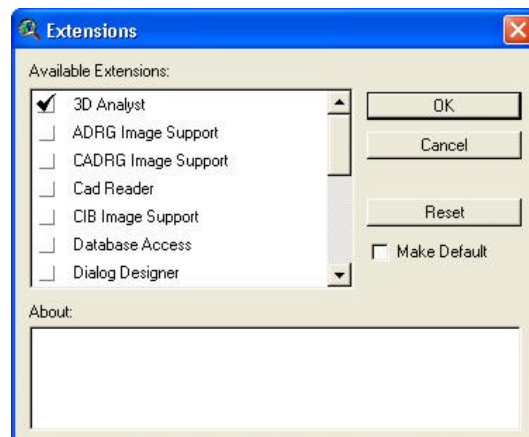 Extensions
Available Extensions:
3D Analyst
ADRG Image Support
CADRG Image Support
Cad Reader
CIB Image Support
Database Access
Dialog Designer
OK
Cancel
Reset
Make Default
About: